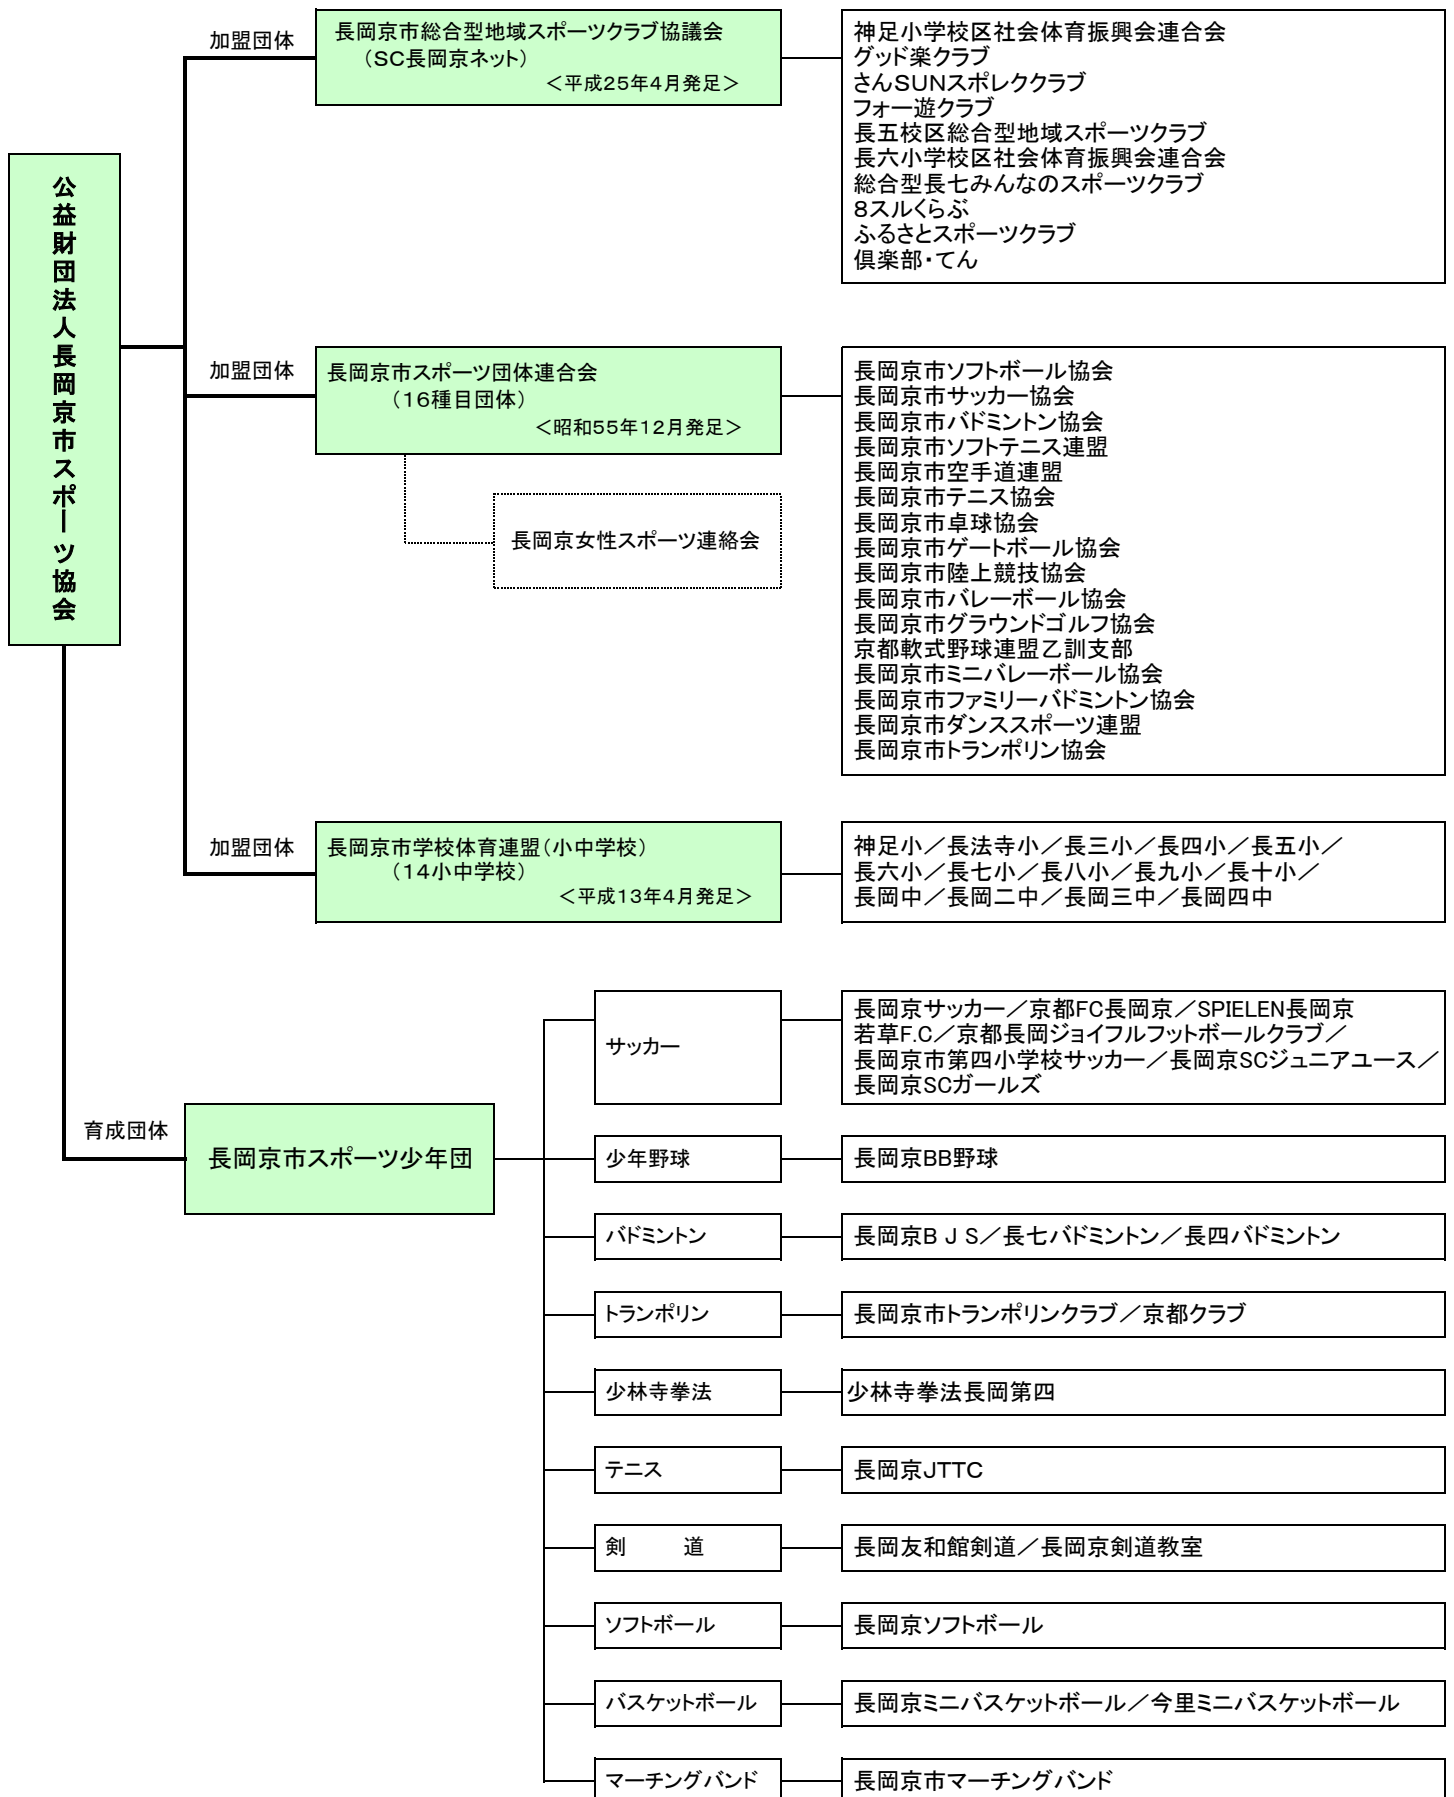 公益財団法人長岡京市スポーツ協会
加盟団体
長岡京市総合型地域スポーツクラブ協議会
（SC長岡京ネット）
＜平成25年4月発足＞
神足小学校区社会体育振興会連合会
グッド楽クラブ
さんSUNスポレククラブ
フォー遊クラブ
長五校区総合型地域スポーツクラブ
長六小学校区社会体育振興会連合会
総合型長七みんなのスポーツクラブ
8スルくらぶ
ふるさとスポーツクラブ
倶楽部・てん
加盟団体
長岡京市スポーツ団体連合会
（16種目団体）
＜昭和55年12月発足＞
長岡京女性スポーツ連絡会
長岡京市ソフトボール協会
長岡京市サッカー協会
長岡京市バドミントン協会
長岡京市ソフトテニス連盟
長岡京市空手道連盟
長岡京市テニス協会
長岡京市卓球協会
長岡京市ゲートボール協会
長岡京市陸上競技協会
長岡京市バレーボール協会
長岡京市グラウンドゴルフ協会
京都軟式野球連盟乙訓支部
長岡京市ミニバレーボール協会
長岡京市ファミリーバドミントン協会
長岡京市ダンススポーツ連盟
長岡京市トランポリン協会
加盟団体
長岡京市学校体育連盟（小中学校）
（14小中学校）
＜平成13年4月発足＞
神足小／長法寺小／長三小／長四小／長五小／
長六小／長七小／長八小／長九小／長十小／
長岡中／長岡二中／長岡三中／長岡四中
育成団体
長岡京市スポーツ少年団
サッカー
長岡京サッカー／京都FC長岡京／SPIELEN長岡京
若草F.C／京都長岡ジョイフルフットボールクラブ／
長岡京市第四小学校サッカー／長岡京SCジュニアユース／
長岡京SCガールズ
少年野球
長岡京BB野球
バドミントン
長岡京B J S／長七バドミントン／長四バドミントン
トランポリン
長岡京市トランポリンクラブ／京都クラブ
少林寺拳法
少林寺拳法長岡第四
テニス
長岡京JTTC
剣　　道
長岡友和館剣道／長岡京剣道教室
ソフトボール
長岡京ソフトボール
バスケットボール
長岡京ミニバスケットボール／今里ミニバスケットボール
マーチングバンド
長岡京市マーチングバンド